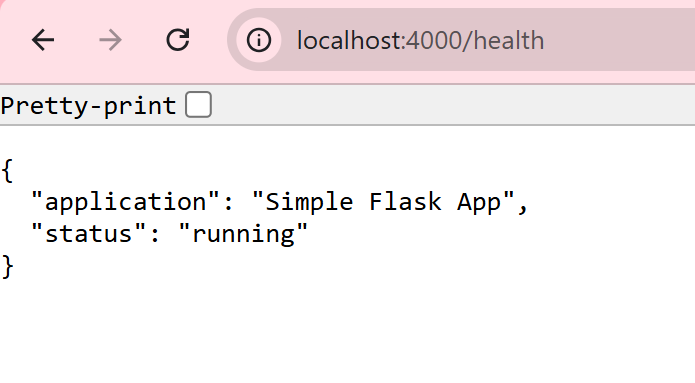 localhost:4000/health
Pretty-print
{
  "application": "Simple Flask App",
  "status": "running"
}